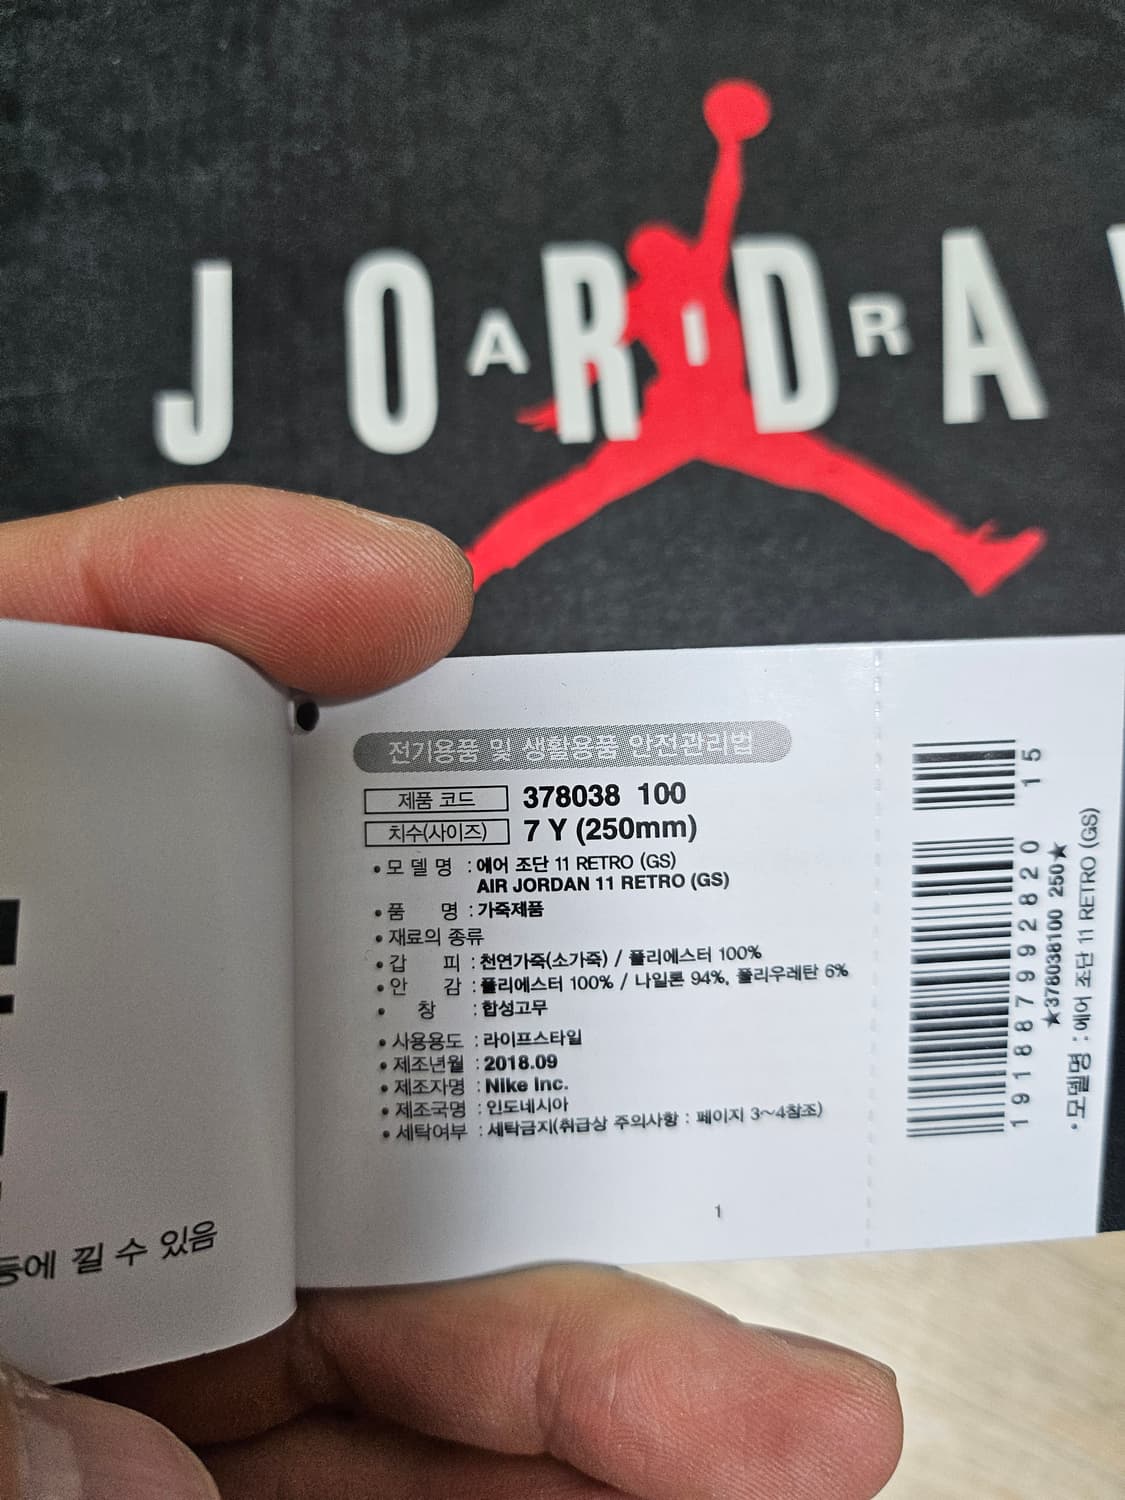 JORDA
AIR
전기용품 및 생활용품 안전관리법
제품 코드 378038 100
치수(사이즈) 7 Y (250mm)
• 모 델 명 : 에어 조단 11 RETRO (GS)
AIR JORDAN 11 RETRO (GS)
• 품 명 : 가죽제품
• 재료의 종류
• 갑 피 : 천연가죽(소가죽) / 폴리에스터 100%
• 안 감 : 폴리에스터 100% / 나일론 94%, 폴리우레탄 6%
• 창 : 합성고무
• 사용용도 : 라이프스타일
• 제조년월 : 2018.09
• 제조자명 : Nike Inc.
• 제조국명 : 인도네시아
• 세탁여부 : 세탁금지(취급상 주의사항 : 페이지 3~4참조)
1
15
191887992820
★378038100 250★
• 모델명 : 에어 조단 11 RETRO (GS)
등에 낄 수 있음